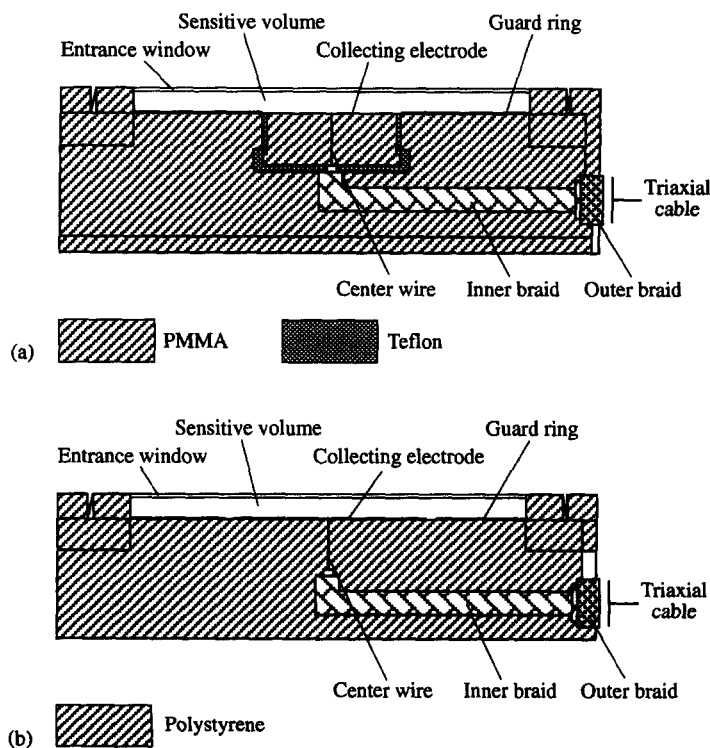 Sensitive volume
Guard ring
Entrance window
Collecting electrode
Triaxial
cable
Center wire
Inner braid
Outer braid
(a)
PMMA
Teflon
Sensitive volume
Guard ring
Entrance window
Collecting electrode
Triaxial
cable
Center wire
Inner braid
Outer braid
(b)
Polystyrene